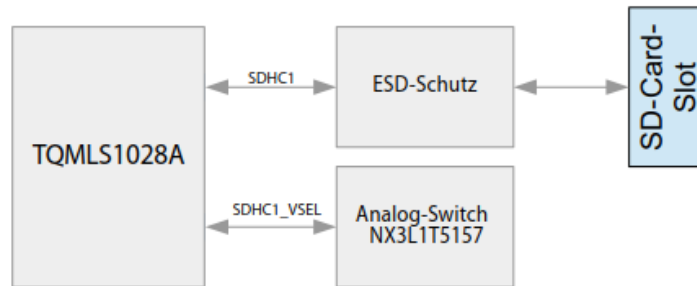 TQMLS1028A
SDHC1
ESD-Schutz
SD-Card-
Slot
SDHC1_VSEL
Analog-Switch
NX3L1T5157